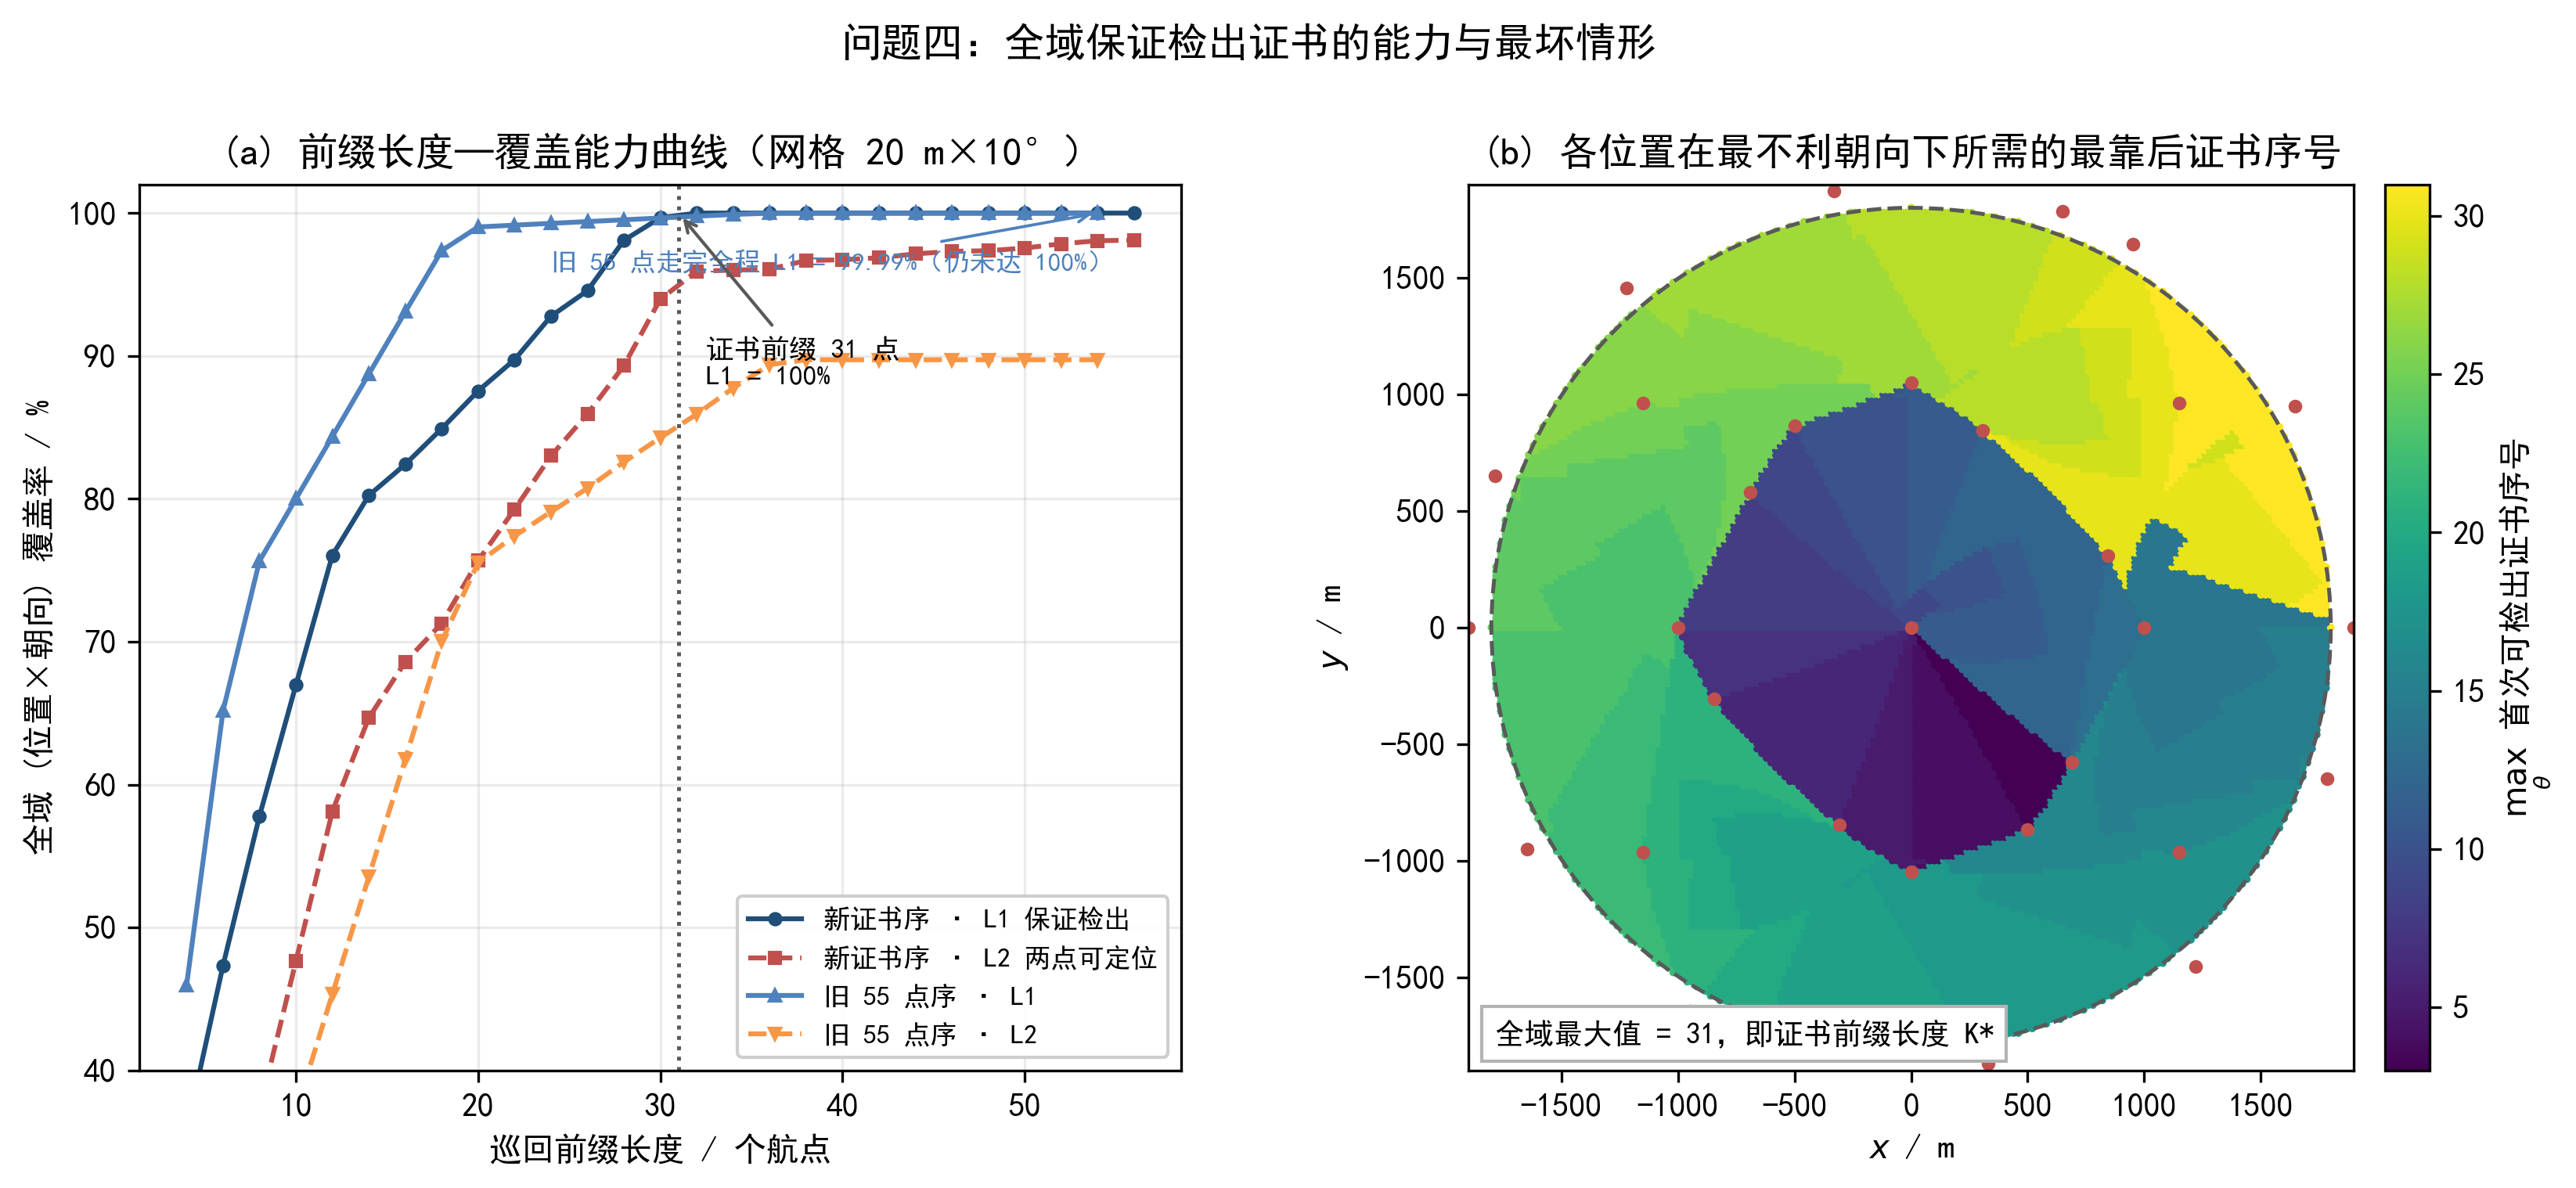 问题四：全域保证检出证书的能力与最坏情形
(a) 前缀长度—覆盖能力曲线（网格 20 m×10°）
100
90
80
70
60
50
40
10
20
30
40
50
全域（位置×朝向）覆盖率 / %
巡回前缀长度 / 个航点
旧 55 点走完全程 L1 = 99.99%（仍未达 100%）
证书前缀 31 点
L1 = 100%
新证书序 · L1 保证检出
新证书序 · L2 两点可定位
旧 55 点序 · L1
旧 55 点序 · L2
(b) 各位置在最不利朝向下所需的最靠后证书序号
1500
1000
500
0
−500
−1000
−1500
−1500
−1000
−500
0
500
1000
1500
y / m
x / m
全域最大值 = 31，即证书前缀长度 K*
30
25
20
15
10
5
max 首次可检出证书序号
θ